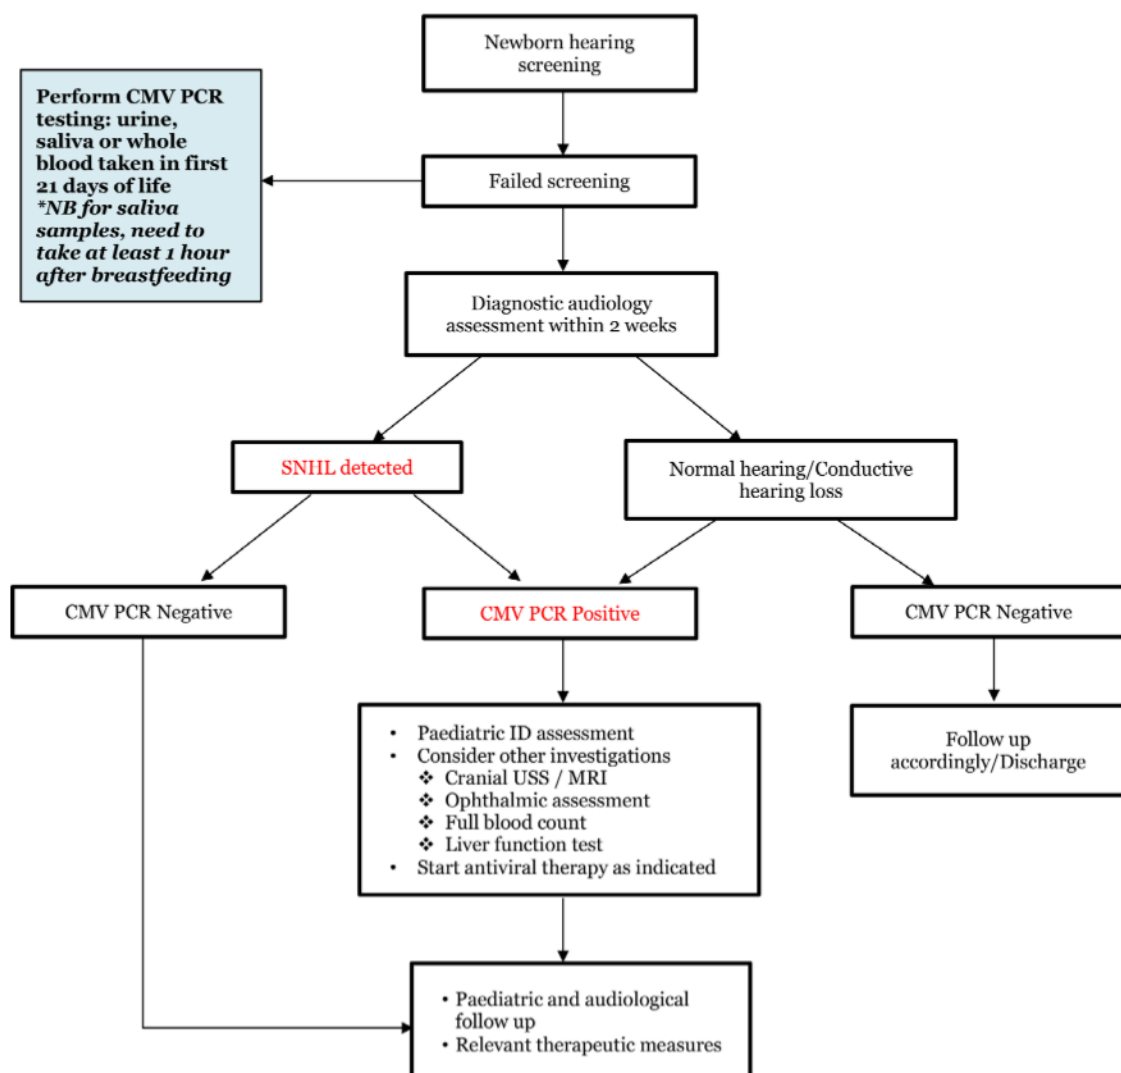 Newborn hearing
screening
Perform CMV PCR
testing: urine,
saliva or whole
blood taken in first
21 days of life
*NB for saliva
samples, need to
take at least 1 hour
after breastfeeding
Failed screening
Diagnostic audiology
assessment within 2 weeks
SNHL detected
Normal hearing/Conductive
hearing loss
CMV PCR Negative
CMV PCR Positive
CMV PCR Negative
• Paediatric ID assessment
• Consider other investigations
❖ Cranial USS / MRI
❖ Ophthalmic assessment
❖ Full blood count
❖ Liver function test
• Start antiviral therapy as indicated
Follow up
accordingly/Discharge
• Paediatric and audiological
follow up
• Relevant therapeutic measures